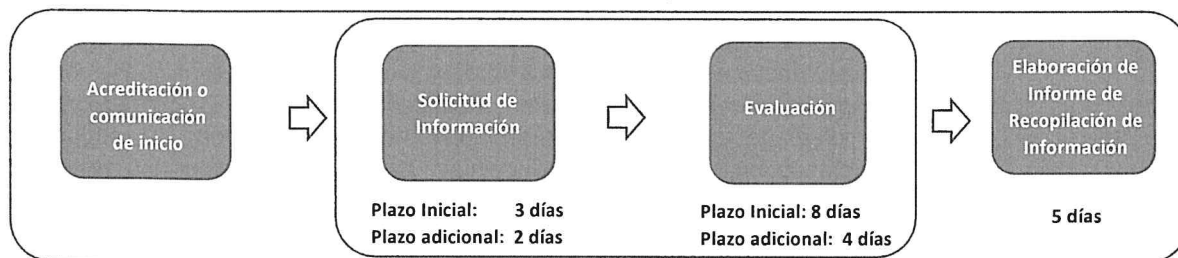 Acreditación o
comunicación
de inicio
Solicitud de
Información
Plazo Inicial: 3 días
Plazo adicional: 2 días
Evaluación
Plazo Inicial: 8 días
Plazo adicional: 4 días
Elaboración de
Informe de
Recopilación de
Información
5 días